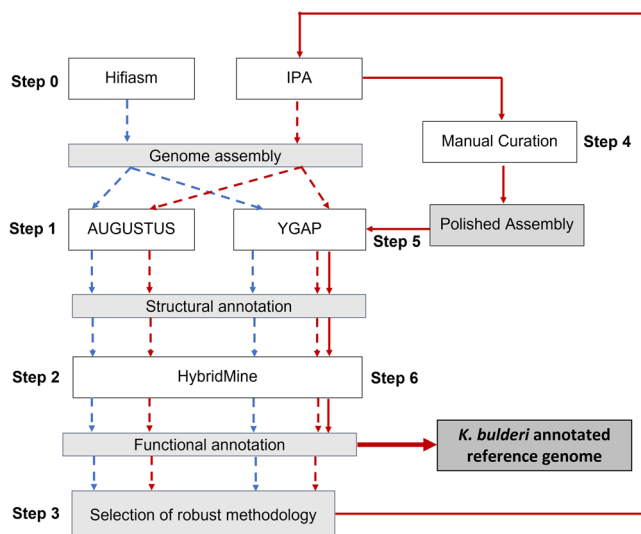 Step 0
Hifiasm
IPA
Manual Curation
Step 4
Genome assembly
Step 1
AUGUSTUS
YGAP
Step 5
Polished Assembly
Structural annotation
Step 2
HybridMine
Step 6
Functional annotation
K. bulderi annotated
reference genome
Step 3
Selection of robust methodology